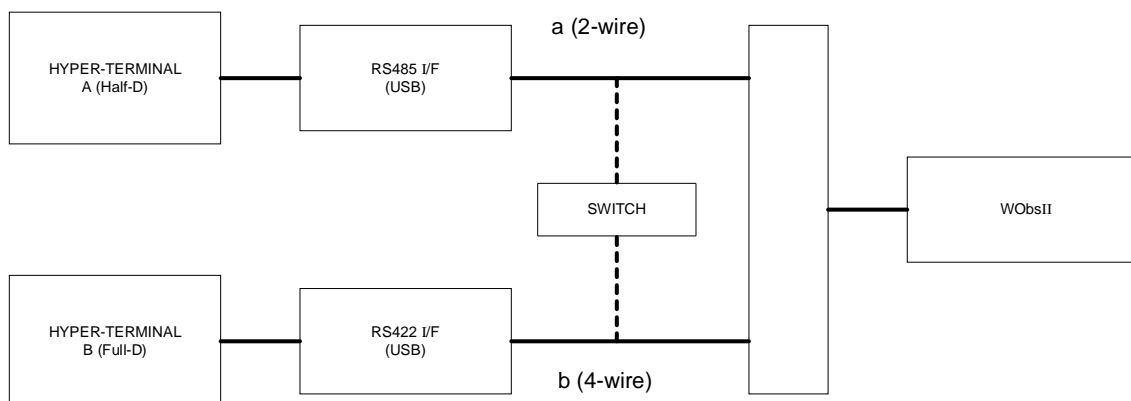 a (2-wire)
HYPER-TERMINAL
A (Half-D)
RS485 I/F
(USB)
SWITCH
WObsII
HYPER-TERMINAL
B (Full-D)
RS422 I/F
(USB)
b (4-wire)